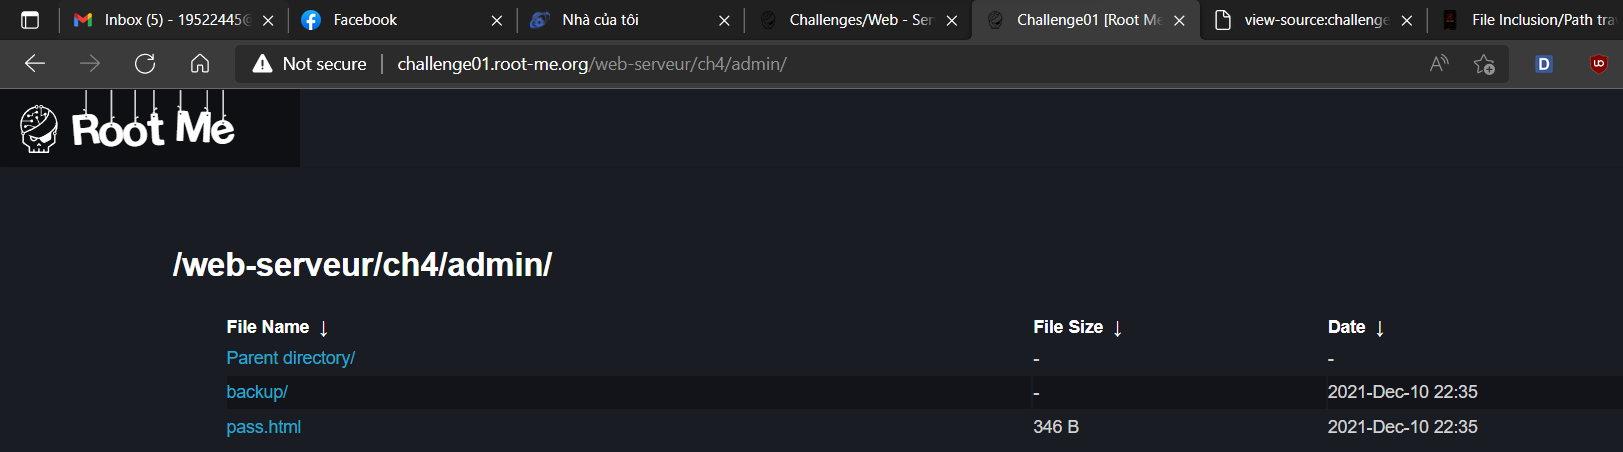 Inbox (5) - 19522445@
Facebook
Nhà của tôi
Challenges/Web - Ser
Challenge01 [Root Me
view-source:challenge
File Inclusion/Path tra
Not secure
challenge01.root-me.org/web-serveur/ch4/admin/
A
D
UO
Root Me
/web-serveur/ch4/admin/
File Name ↓ File Size ↓ Date ↓
Parent directory/ - -
backup/ - 2021-Dec-10 22:35
pass.html 346 B 2021-Dec-10 22:35